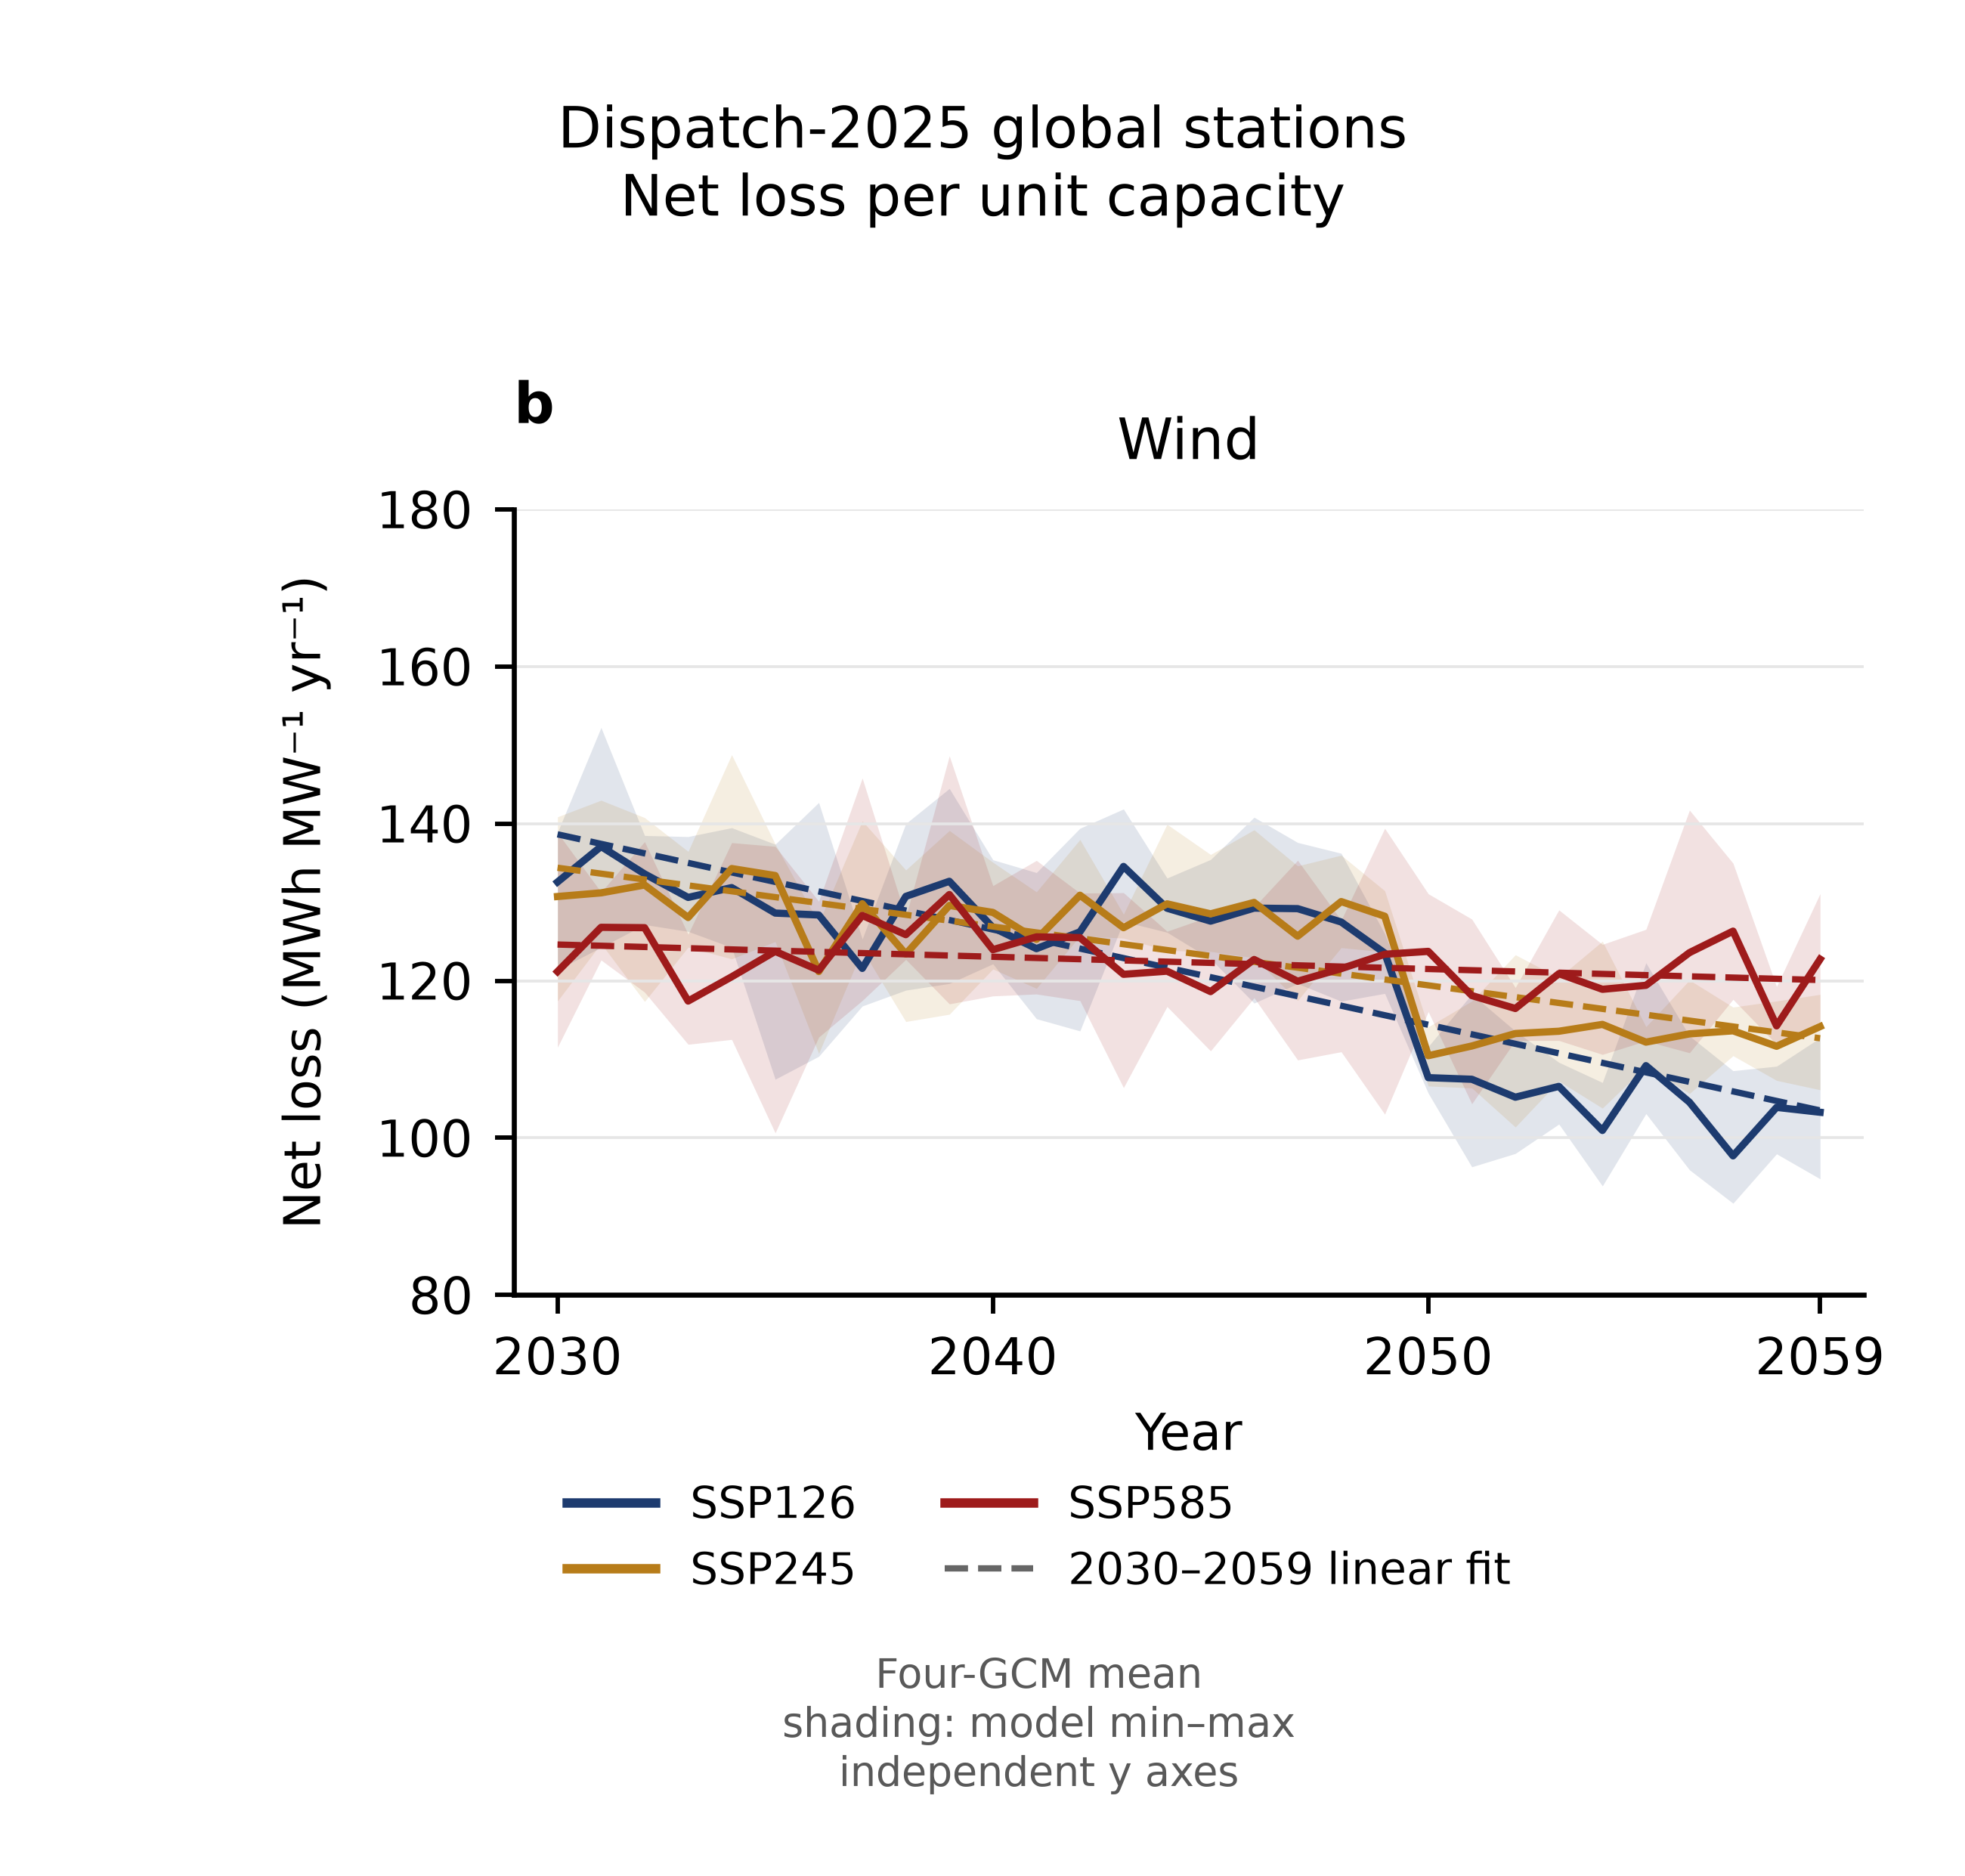 Dispatch-2025 global stations
Net loss per unit capacity
b
Wind
Net loss (MWh MW⁻¹ yr⁻¹)
180
160
140
120
100
80
2030 2040 2050 2059
Year
SSP126 SSP585
SSP245 2030–2059 linear fit
Four-GCM mean
shading: model min–max
independent y axes